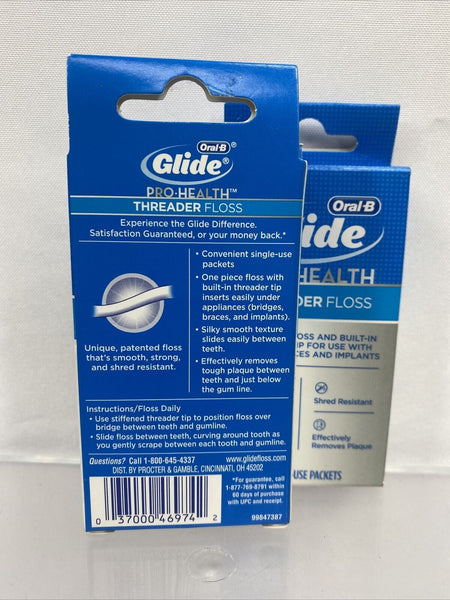 Oral-B®
Glide®
PRO-HEALTH™
THREADER FLOSS
Experience the Glide Difference.
Satisfaction Guaranteed, or your money back.*
• Convenient single-use
packets
• One piece floss with
built-in threader tip
inserts easily under
appliances (bridges,
braces, and implants).
• Silky smooth texture
slides easily between
teeth.
• Effectively removes
tough plaque between
teeth and just below
the gum line.
Unique, patented floss
that's smooth, strong,
and shred resistant.
Instructions/Floss Daily
• Use stiffened threader tip to position floss over
bridge between teeth and gumline.
• Slide floss between teeth, curving around tooth as
you gently scrape between each tooth and gumline.
Questions? Call 1-800-645-4337
www.glidefloss.com
DIST. BY PROCTER & GAMBLE, CINCINNATI, OH 45202
*For guarantee, call
1-877-769-8791 within
60 days of purchase
with UPC and receipt.
0 37000 46974 2
99847387
Oral-B
ide
HEALTH
DER FLOSS
OSS AND BUILT-IN
IP FOR USE WITH
CES AND IMPLANTS
Shred Resistant
Effectively
Removes Plaque
USE PACKETS